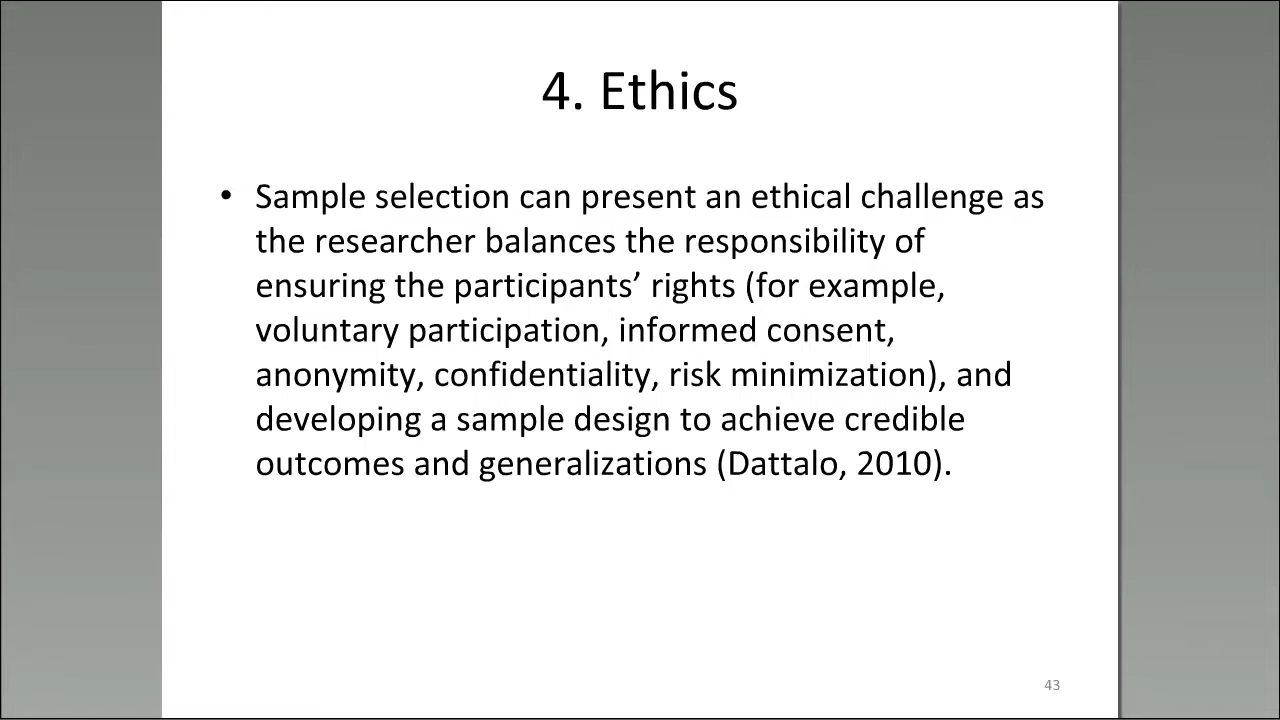 4. Ethics
• Sample selection can present an ethical challenge as
the researcher balances the responsibility of
ensuring the participants’ rights (for example,
voluntary participation, informed consent,
anonymity, confidentiality, risk minimization), and
developing a sample design to achieve credible
outcomes and generalizations (Dattalo, 2010).
43